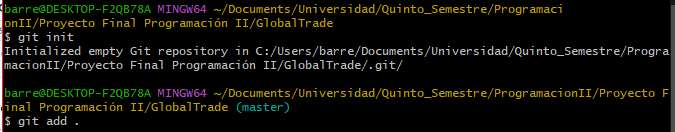 barre@DESKTOP-F2QB78A MINGW64 ~/Documents/Universidad/Quinto_Semestre/Programaci
onII/Proyecto Final Programación II/GlobalTrade
$ git init
Initialized empty Git repository in C:/Users/barre/Documents/Universidad/Quinto_Semestre/Progra
macionII/Proyecto Final Programación II/GlobalTrade/.git/
barre@DESKTOP-F2QB78A MINGW64 ~/Documents/Universidad/Quinto_Semestre/ProgramacionII/Proyecto F
inal Programación II/GlobalTrade (master)
$ git add .